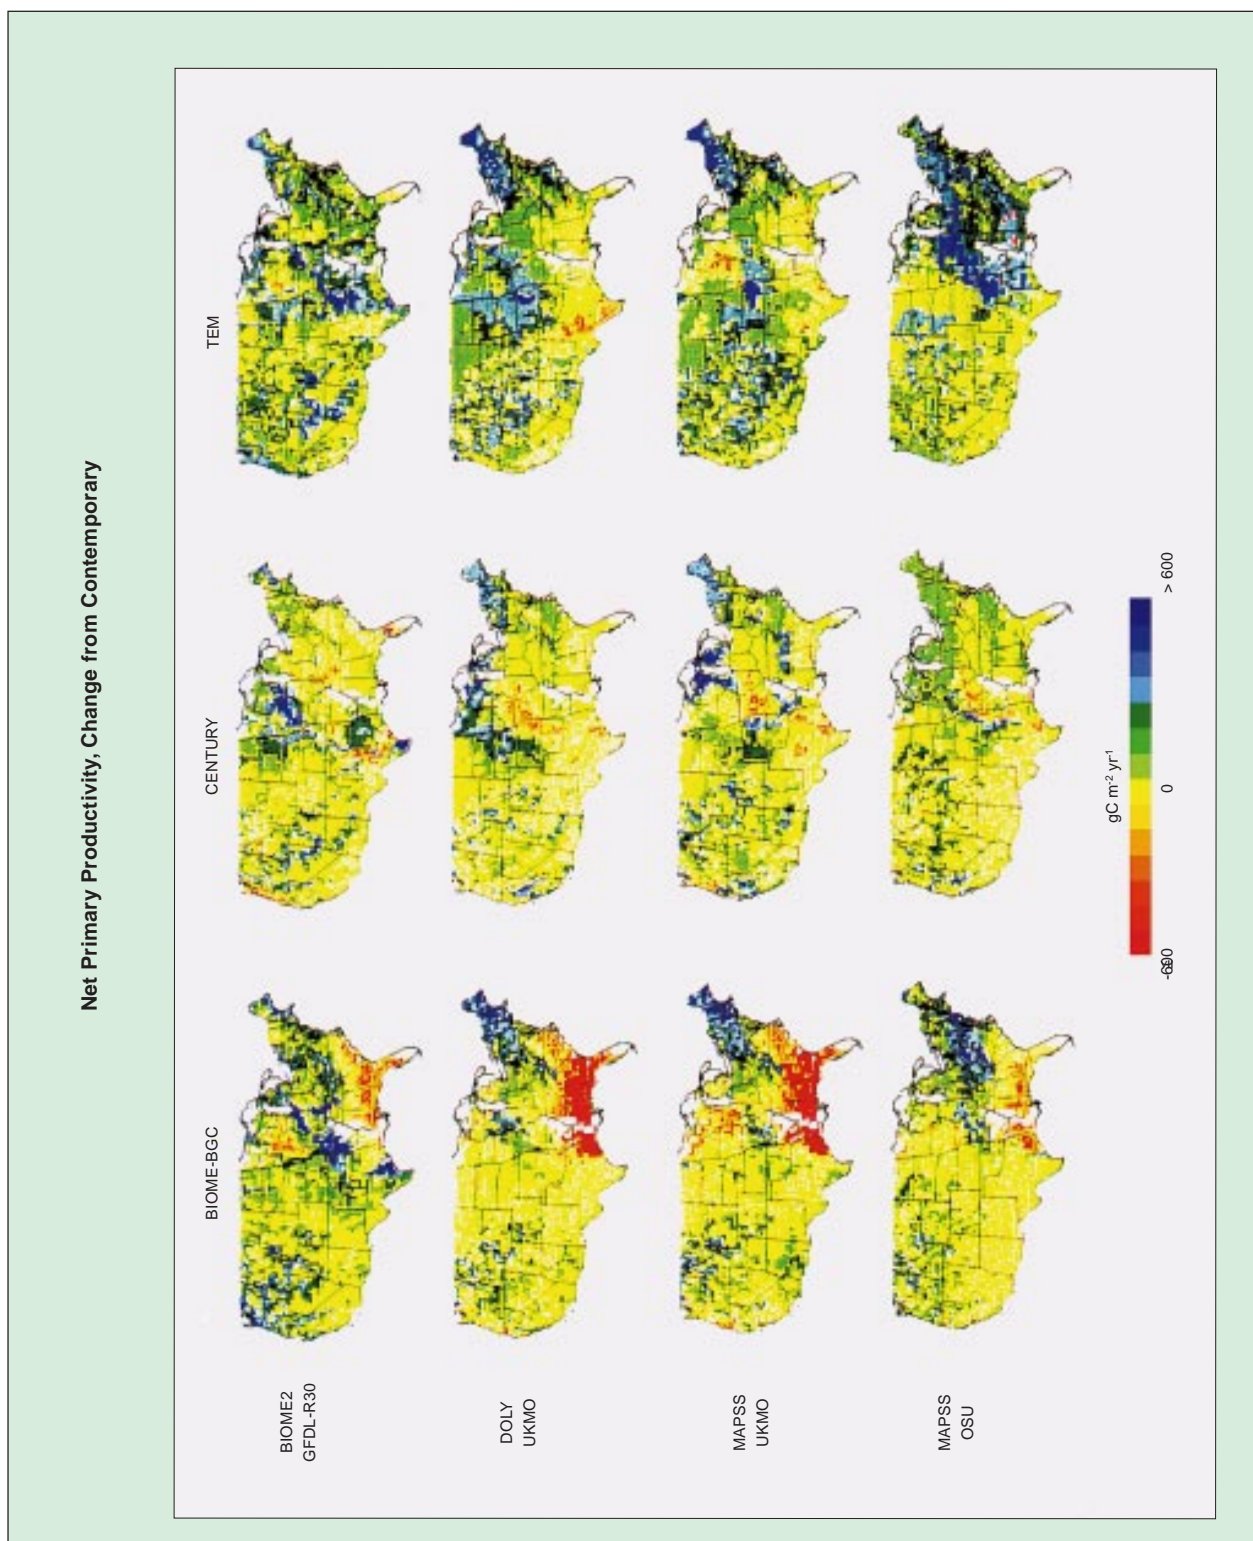 Net Primary Productivity, Change from Contemporary
BIOME-BGC
CENTURY
TEM
BIOME2
GFDL-R30
DOLY
UKMO
MAPSS
UKMO
MAPSS
OSU
gC m⁻² yr⁻¹
0
> 600